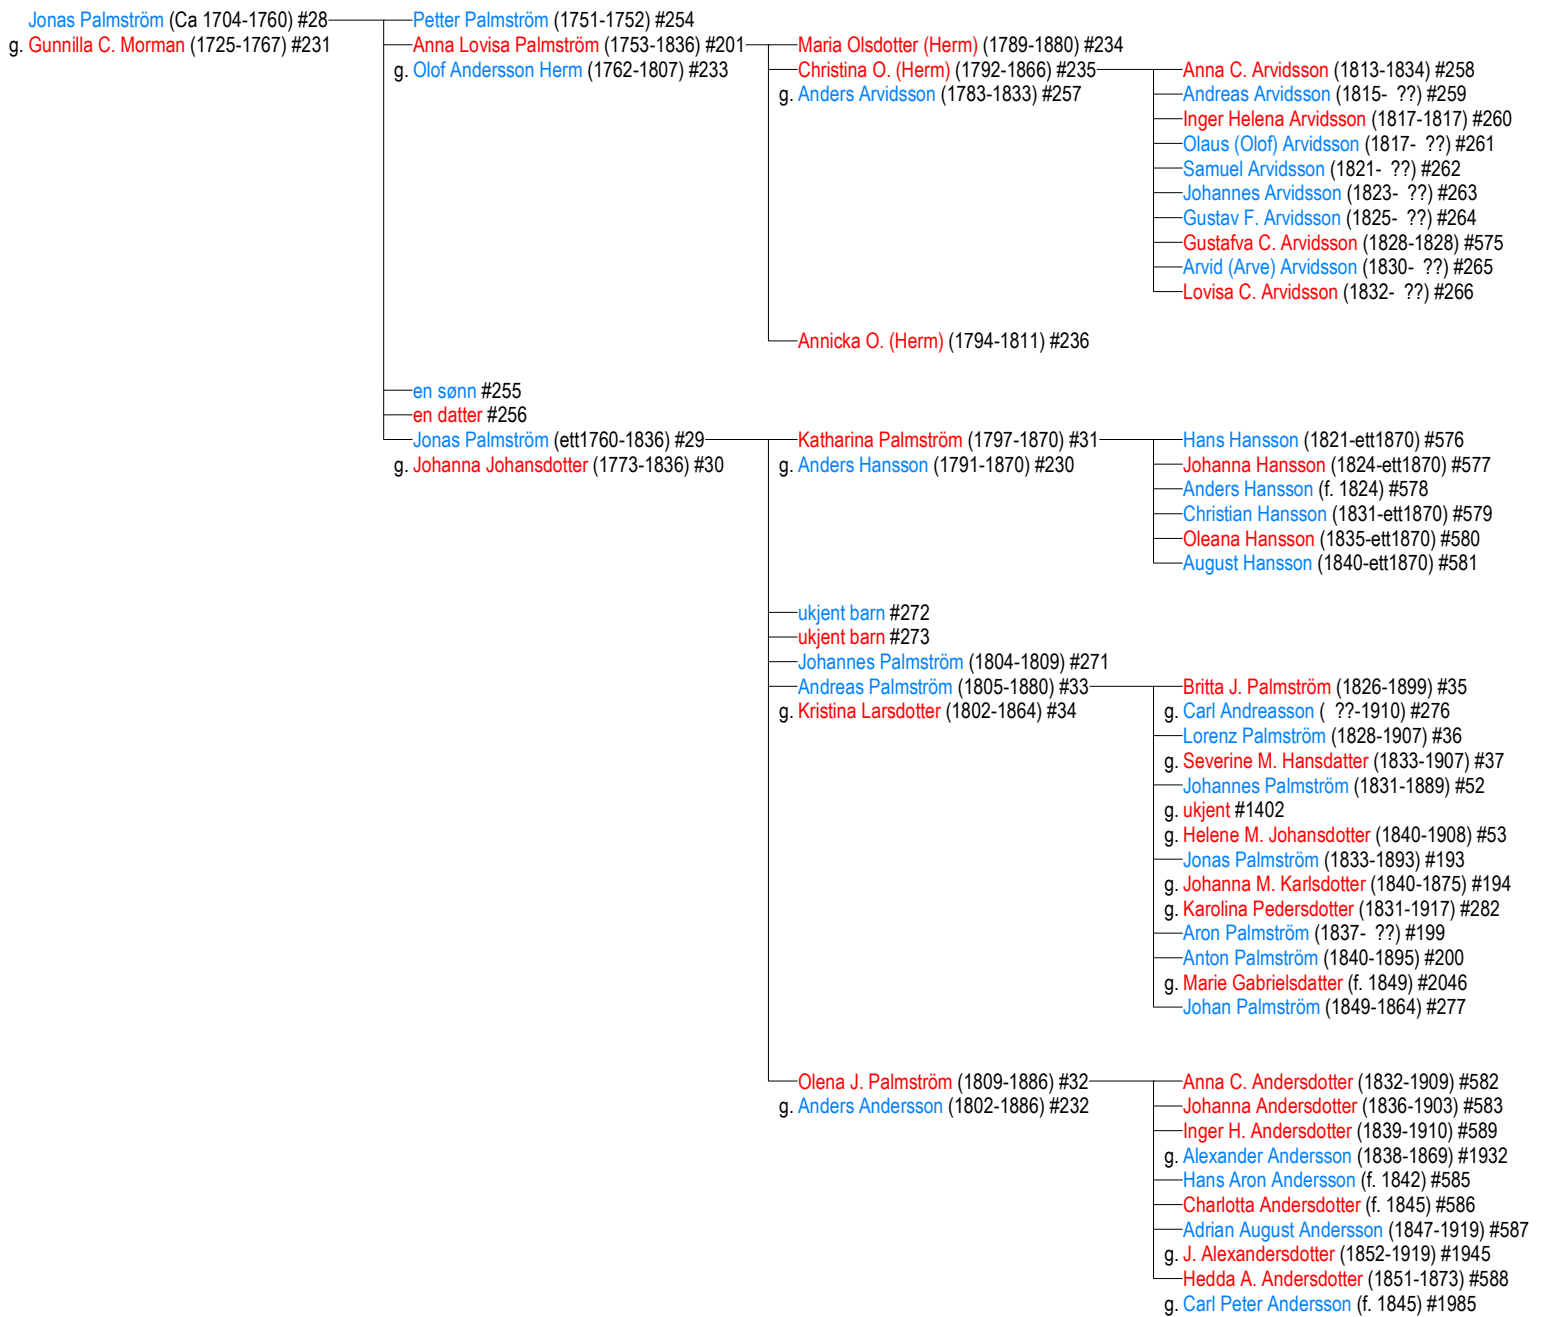 Jonas Palmström (Ca 1704-1760) #28
g. Gunnilla C. Morman (1725-1767) #231
Petter Palmström (1751-1752) #254
Anna Lovisa Palmström (1753-1836) #201
g. Olof Andersson Herm (1762-1807) #233
Maria Olsdotter (Herm) (1789-1880) #234
Christina O. (Herm) (1792-1866) #235
g. Anders Arvidsson (1783-1833) #257
Anna C. Arvidsson (1813-1834) #258
Andreas Arvidsson (1815- ??) #259
Inger Helena Arvidsson (1817-1817) #260
Olaus (Olof) Arvidsson (1817- ??) #261
Samuel Arvidsson (1821- ??) #262
Johannes Arvidsson (1823- ??) #263
Gustav F. Arvidsson (1825- ??) #264
Gustafva C. Arvidsson (1828-1828) #575
Arvid (Arve) Arvidsson (1830- ??) #265
Lovisa C. Arvidsson (1832- ??) #266
Annicka O. (Herm) (1794-1811) #236
en sønn #255
en datter #256
Jonas Palmström (ett1760-1836) #29
g. Johanna Johansdotter (1773-1836) #30
Katharina Palmström (1797-1870) #31
g. Anders Hansson (1791-1870) #230
Hans Hansson (1821-ett1870) #576
Johanna Hansson (1824-ett1870) #577
Anders Hansson (f. 1824) #578
Christian Hansson (1831-ett1870) #579
Oleana Hansson (1835-ett1870) #580
August Hansson (1840-ett1870) #581
ukjent barn #272
ukjent barn #273
Johannes Palmström (1804-1809) #271
Andreas Palmström (1805-1880) #33
g. Kristina Larsdotter (1802-1864) #34
Britta J. Palmström (1826-1899) #35
g. Carl Andreasson ( ??-1910) #276
Lorenz Palmström (1828-1907) #36
g. Severine M. Hansdatter (1833-1907) #37
Johannes Palmström (1831-1889) #52
g. ukjent #1402
g. Helene M. Johansdotter (1840-1908) #53
Jonas Palmström (1833-1893) #193
g. Johanna M. Karlsdotter (1840-1875) #194
g. Karolina Pedersdotter (1831-1917) #282
Aron Palmström (1837- ??) #199
Anton Palmström (1840-1895) #200
g. Marie Gabrielsdatter (f. 1849) #2046
Johan Palmström (1849-1864) #277
Olena J. Palmström (1809-1886) #32
g. Anders Andersson (1802-1886) #232
Anna C. Andersdotter (1832-1909) #582
Johanna Andersdotter (1836-1903) #583
Inger H. Andersdotter (1839-1910) #589
g. Alexander Andersson (1838-1869) #1932
Hans Aron Andersson (f. 1842) #585
Charlotta Andersdotter (f. 1845) #586
Adrian August Andersson (1847-1919) #587
g. J. Alexandersdotter (1852-1919) #1945
Hedda A. Andersdotter (1851-1873) #588
g. Carl Peter Andersson (f. 1845) #1985